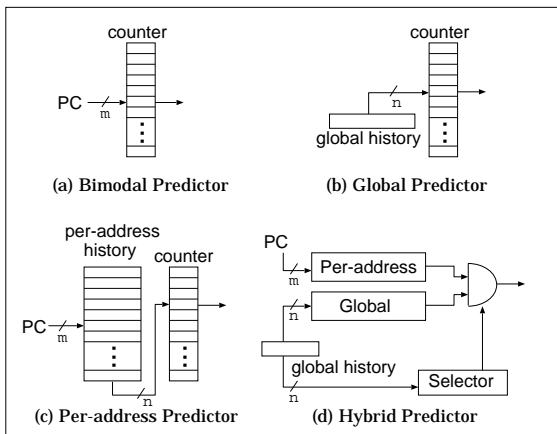 counter
PC
m
(a) Bimodal Predictor
counter
n
global history
(b) Global Predictor
per-address
history
counter
PC
m
n
(c) Per-address Predictor
PC
m
Per-address
n
Global
global history
n
Selector
(d) Hybrid Predictor